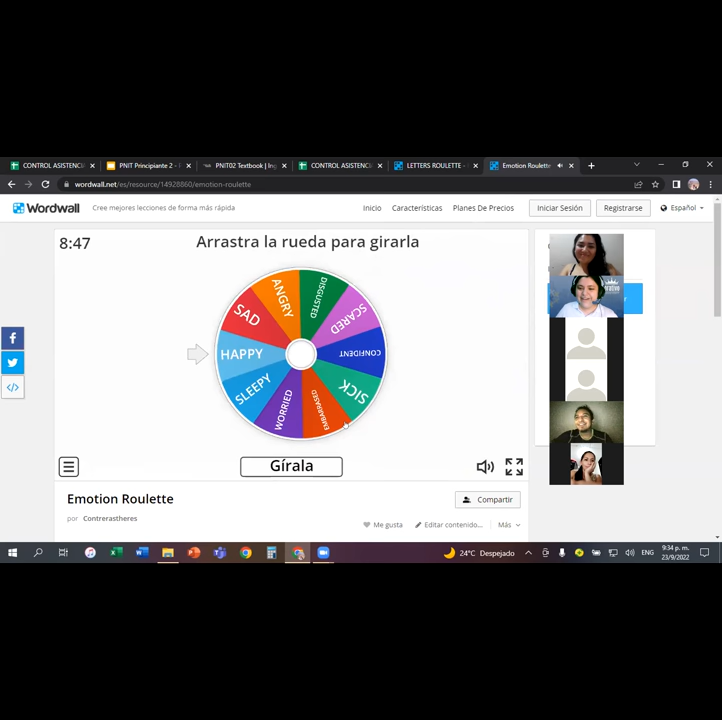 CONTROL ASISTENCI
PNIT Principiante 2 -
PNIT02 Textbook | Ing
CONTROL ASISTENCI
LETTERS ROULETTE -
Emotion Roulette
wordwall.net/es/resource/14928860/emotion-roulette
Wordwall
Cree mejores lecciones de forma más rápida
Inicio
Características
Planes De Precios
Iniciar Sesión
Registrarse
Español
8:47
Arrastra la rueda para girarla
ANGRY
DISGUSTED
SCARED
CONFIDENT
SICK
EMBARRASED
WORRIED
SLEEPY
HAPPY
SAD
Gírala
Emotion Roulette
por Contrerastheres
Compartir
Me gusta
Editar contenido...
Más
24°C Despejado
ENG
9:34 p. m.
23/9/2022